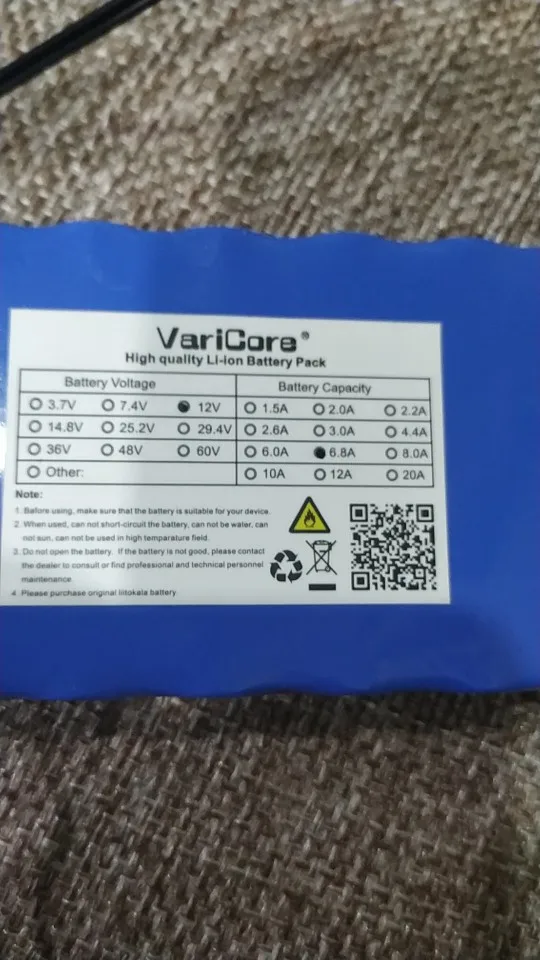 VariCore®
High quality Li-ion Battery Pack
Battery Voltage Battery Capacity
3.7V 7.4V 12V 1.5A 2.0A 2.2A
14.8V 25.2V 29.4V 2.6A 3.0A 4.4A
36V 48V 60V 6.0A 6.8A 8.0A
Other: 10A 12A 20A
Note:
1. Before using, make sure that the battery is suitable for your device.
2. When used, can not short-circuit the battery, can not be water, can
not sun, can not be used in high temparature field.
3. Do not open the battery. If the battery is not good, please contact
the dealer to consult or find professional and technical personnel
maintenance.
4. Please purchase original liitokala battery.